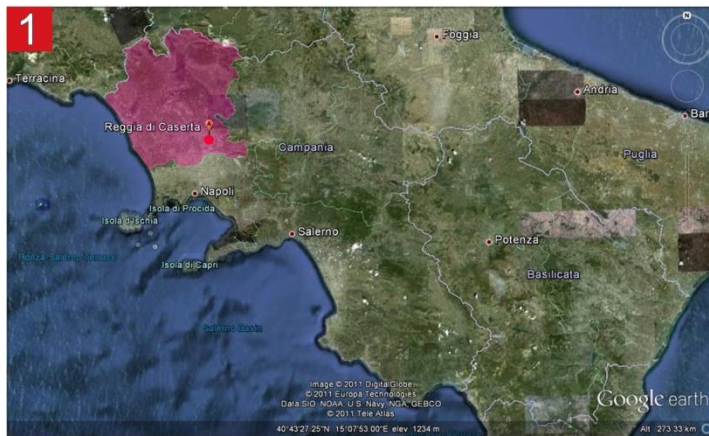 1
N
Foggia
Terracina
Andria
Bar
Reggia di Caserta
Campania
Puglia
Napoli
Isola di Procida
Isola d'Ischia
Salerno
Potenza
Isola di Capri
Basilicata
Salerno Basin
Image © 2011 DigitalGlobe
© 2011 Europa Technologies
Data SIO, NOAA, U.S. Navy, NGA, GEBCO
© 2011 Tele Atlas
Google earth
40°43'27.25"N 15°07'53.00"E elev 1234 m
Alt 273.33 km